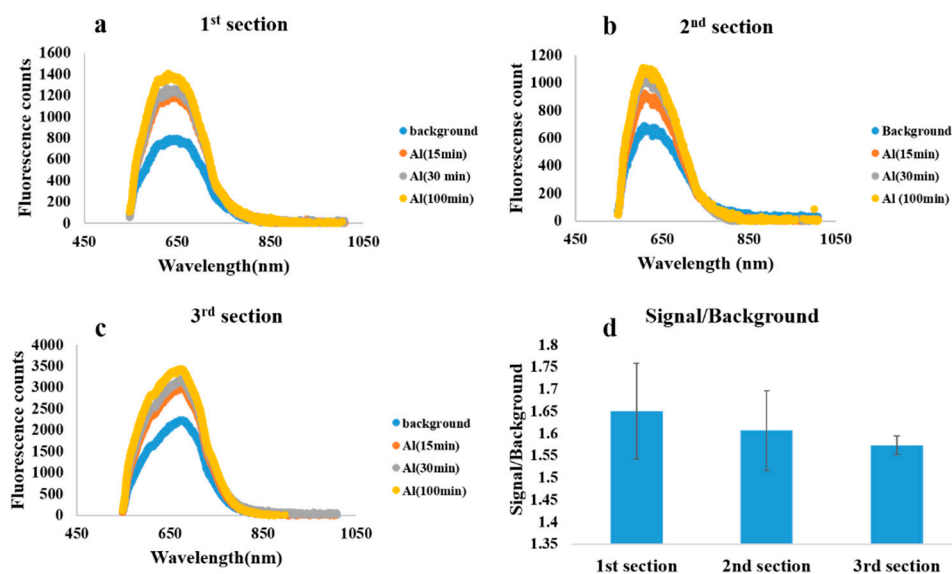 a
1st section
Fluorescence counts
1600
1400
1200
1000
800
600
400
200
0
450
650
850
1050
Wavelength(nm)
background
Al(15min)
Al(30 min)
Al(100min)
b
2nd section
Fluorescense count
1200
1000
800
600
400
200
0
450
650
850
1050
Wavelength (nm)
Background
Al(15min)
Al(30min)
Al (100min)
c
3rd section
Fluorescence counts
4000
3500
3000
2500
2000
1500
1000
500
0
450
650
850
1050
Wavelength(nm)
background
Al(15min)
Al(30min)
Al(100min)
d
Signal/Background
Signal/Background
1.8
1.75
1.7
1.65
1.6
1.55
1.5
1.45
1.4
1.35
1st section
2nd section
3rd section